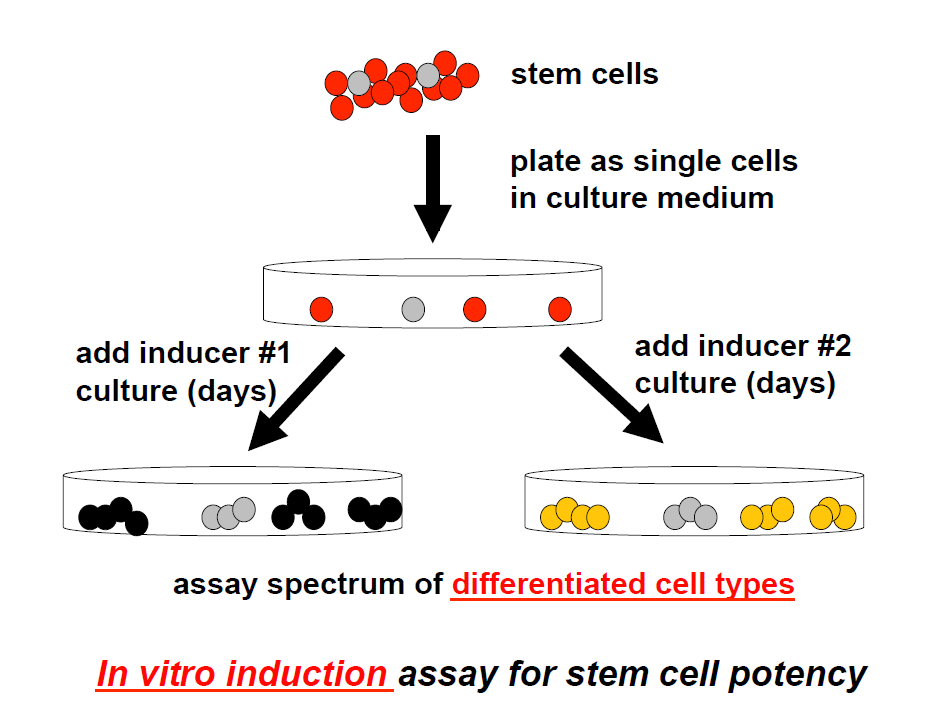 stem cells
plate as single cells
in culture medium
add inducer #1
culture (days)
add inducer #2
culture (days)
assay spectrum of differentiated cell types
In vitro induction assay for stem cell potency